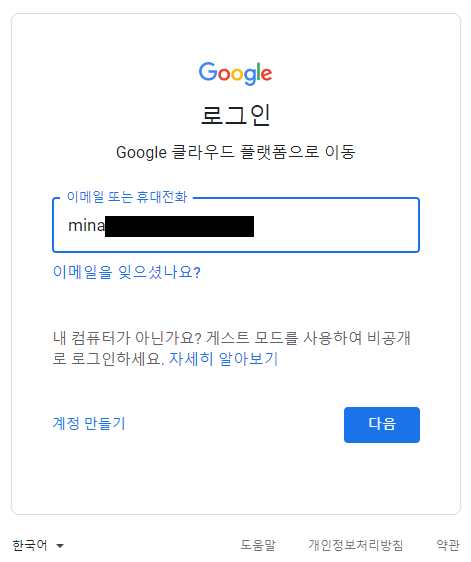 Google
로그인
Google 클라우드 플랫폼으로 이동
이메일 또는 휴대전화
mina
이메일을 잊으셨나요?
내 컴퓨터가 아닌가요? 게스트 모드를 사용하여 비공개
로 로그인하세요. 자세히 알아보기
계정 만들기 다음
한국어 도움말 개인정보처리방침 약관